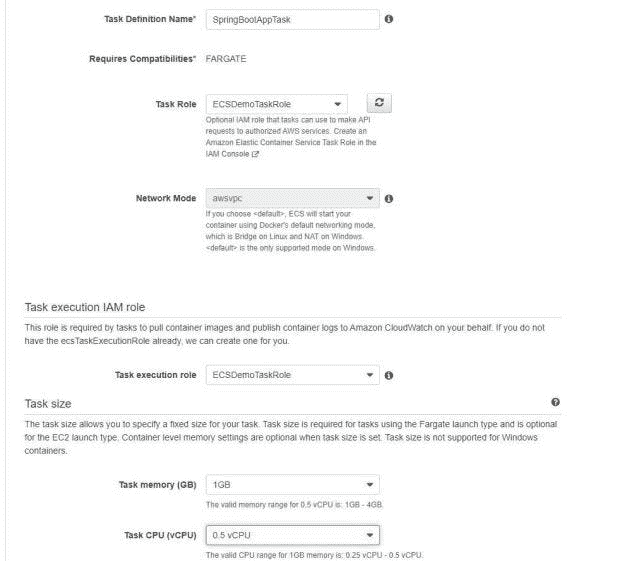 Task Definition Name* SpringBootAppTask
Requires Compatibilities* FARGATE
Task Role ECSDemoTaskRole
Optional IAM role that tasks can use to make API
requests to authorized AWS services. Create an
Amazon Elastic Container Service Task Role in the
IAM Console
Network Mode awsvpc
If you choose <default>, ECS will start your
container using Docker's default networking mode,
which is Bridge on Linux and NAT on Windows.
<default> is the only supported mode on Windows.
Task execution IAM role
This role is required by tasks to pull container images and publish container logs to Amazon CloudWatch on your behalf. If you do not
have the ecsTaskExecutionRole already, we can create one for you.
Task execution role ECSDemoTaskRole
Task size
The task size allows you to specify a fixed size for your task. Task size is required for tasks using the Fargate launch type and is optional
for the EC2 launch type. Container level memory settings are optional when task size is set. Task size is not supported for Windows
containers.
Task memory (GB) 1GB
The valid memory range for 0.5 vCPU is: 1GB - 4GB.
Task CPU (vCPU) 0.5 vCPU
The valid CPU range for 1GB memory is: 0.25 vCPU - 0.5 vCPU.